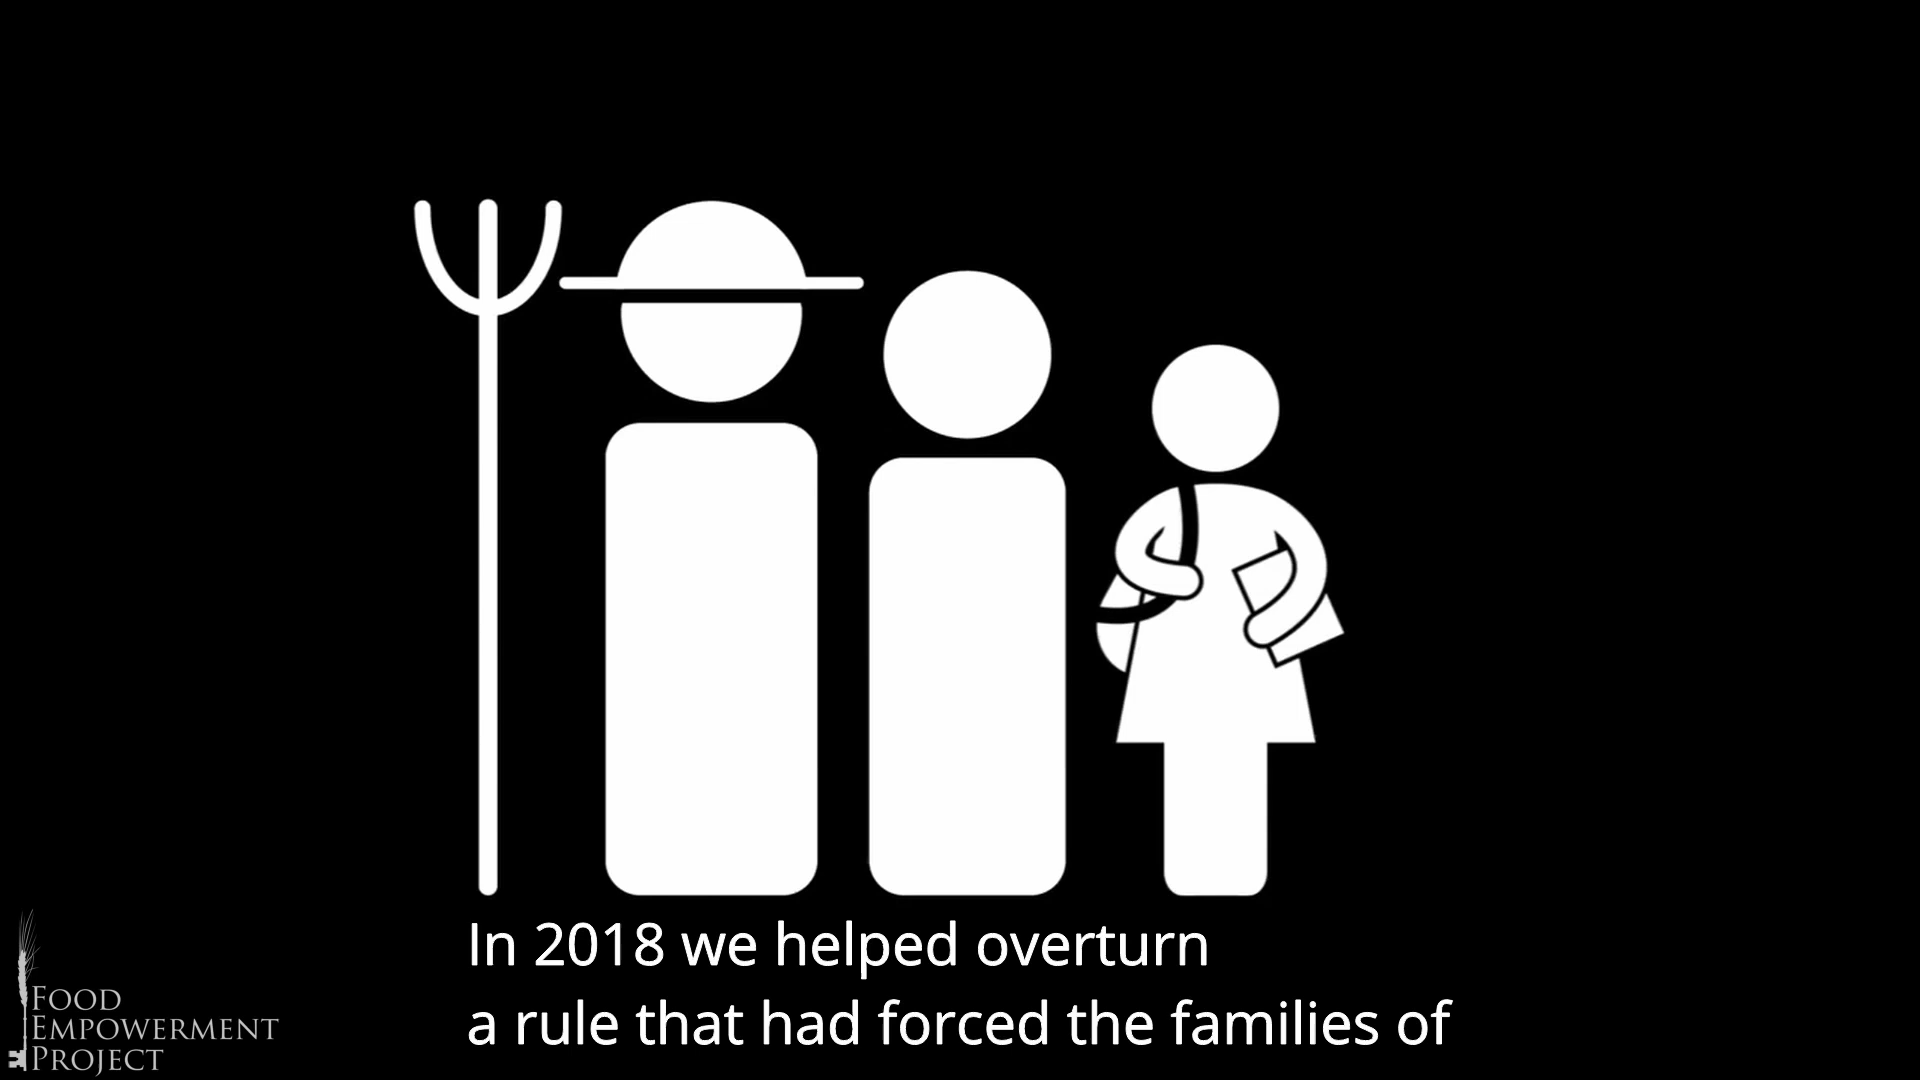 In 2018 we helped overturn
a rule that had forced the families of
FOOD
EMPOWERMENT
PROJECT